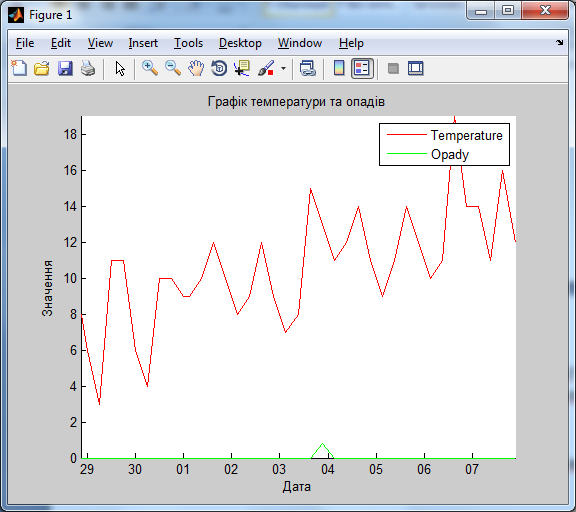 Figure 1
File Edit View Insert Tools Desktop Window Help
Графік температури та опадів
Temperature
Opady
Значення
18
16
14
12
10
8
6
4
2
0
29 30 01 02 03 04 05 06 07
Дата